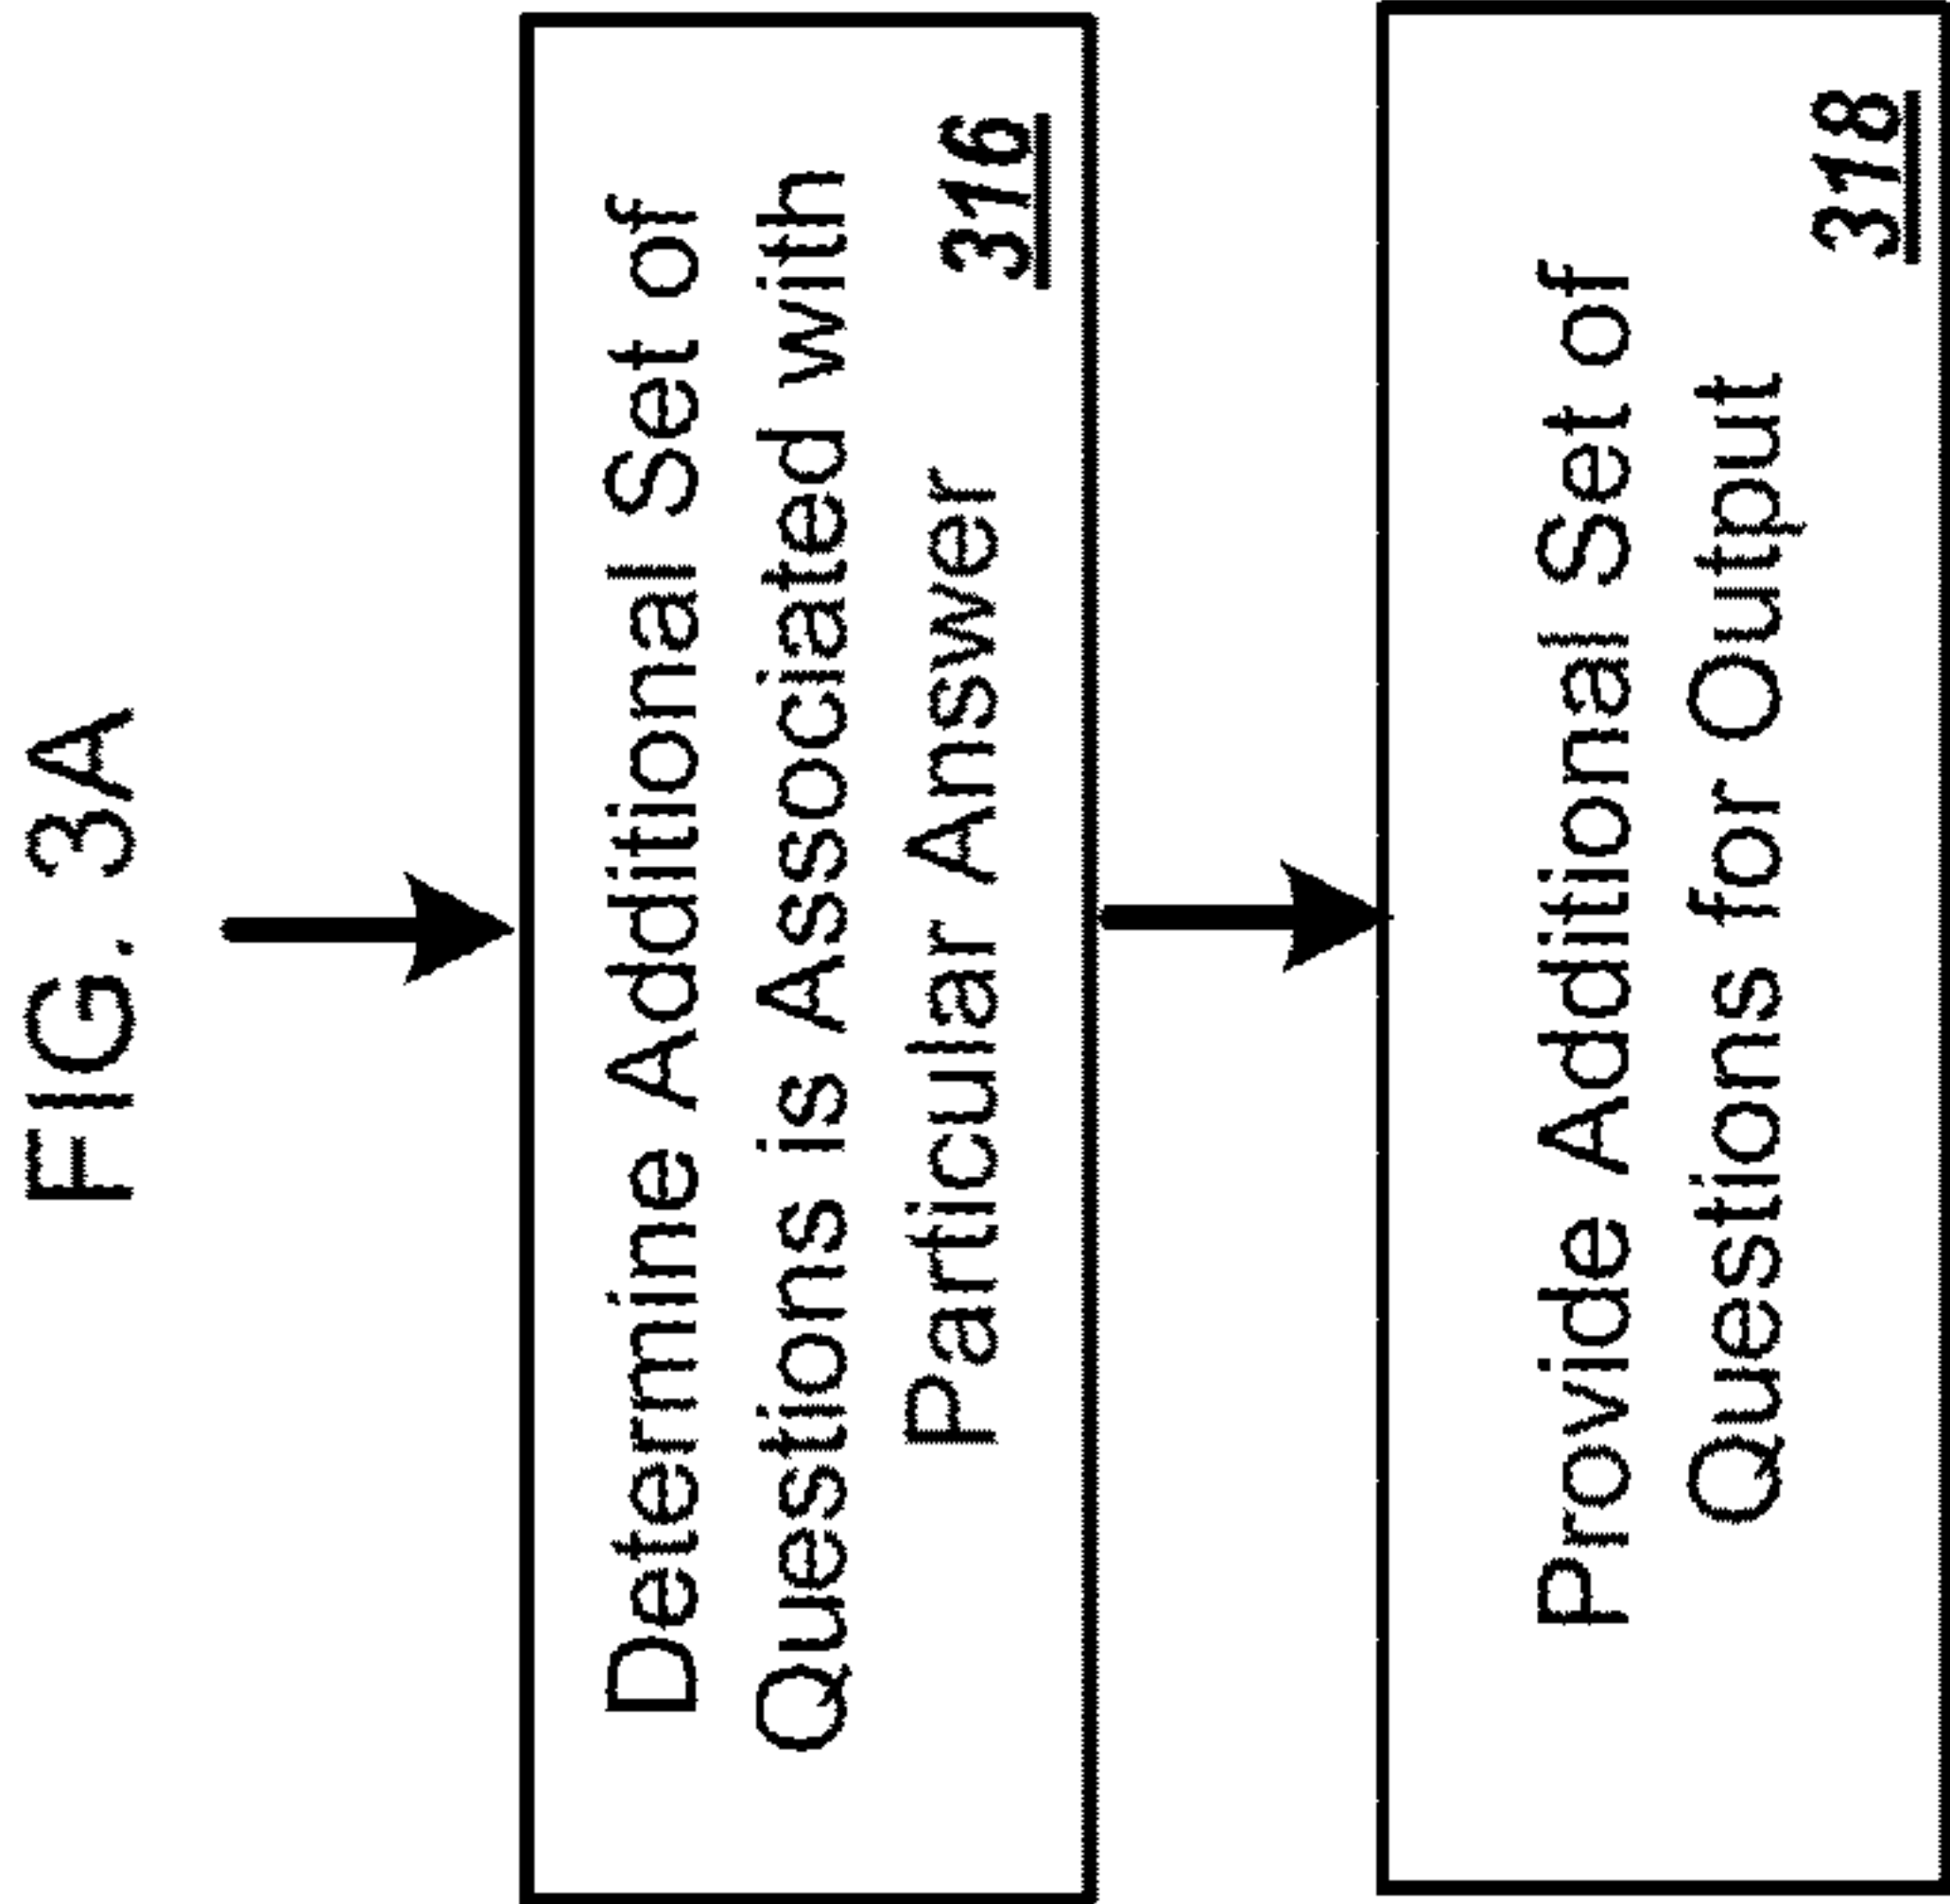 FIG. 3A
Determine Additional Set of
Questions is Associated with
Particular Answer
316
Provide Additional Set of
Questions for Output
318